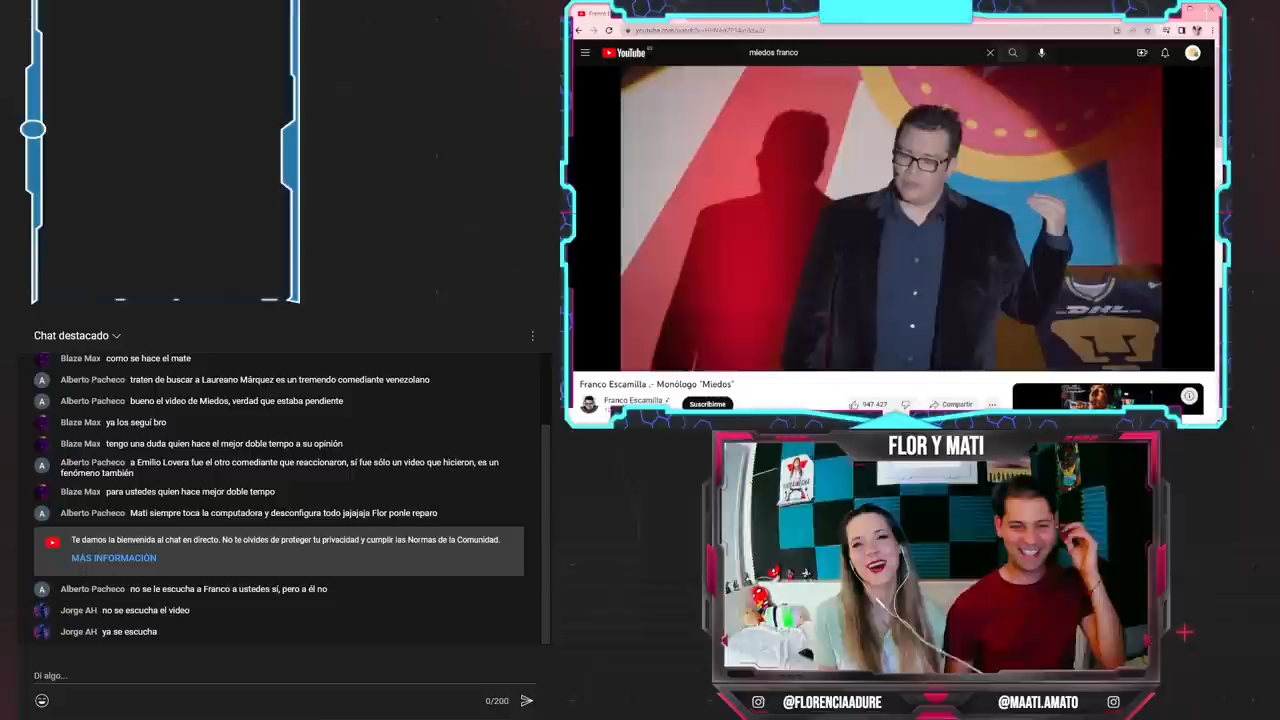 Chat destacado
Blaze Max como se hace el mate
Alberto Pacheco traten de buscar a Laureano Márquez es un tremendo comediante venezolano
Alberto Pacheco bueno el video de Miedos, verdad que estaba pendiente
Blaze Max ya los seguí bro
Blaze Max tengo una duda quien hace el mejor doble tempo a su opinión
Alberto Pacheco a Emilio Lovera fue el otro comediante que reaccionaron, sí fue sólo un video que hicieron, es un
fenómeno también
Blaze Max para ustedes quien hace mejor doble tempo
Alberto Pacheco Mati siempre toca la computadora y desconfigura todo jajajaja Flor ponle reparo
Te damos la bienvenida al chat en directo. No te olvides de proteger tu privacidad y cumplir las Normas de la Comunidad.
MÁS INFORMACIÓN
Alberto Pacheco no se le escucha a Franco a ustedes sí, pero a él no
Jorge AH no se escucha el video
Jorge AH ya se escucha
Di algo...
0/200
YouTube
miedos franco
DHL
Franco Escamilla .- Monólogo "Miedos"
Franco Escamilla
Suscribirme
947.427
Compartir
FLOR Y MATI
@FLORENCIAADURE
@MAATI.AMATO